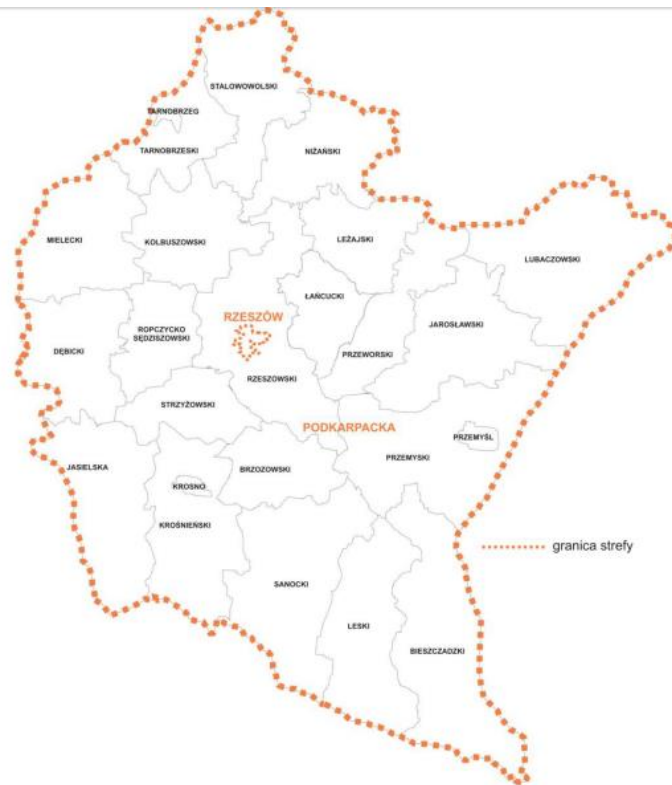 STALOWOWOLSKI
TARNOBRZEG
TARNOBRZESKI
NIŻAŃSKI
MIELECKI
KOLBUSZOWSKI
LEŻAJSKI
LUBACZOWSKI
ŁAŃCUCKI
RZESZÓW
ROPCZYCKO
SĘDZISZOWSKI
JAROSŁAWSKI
DĘBICKI
PRZEWORSKI
RZESZOWSKI
STRZYŻOWSKI
PODKARPACKA
PRZEMYŚL
PRZEMYSKI
JASIELSKA
BRZOZOWSKI
KROSNO
KROŚNIEŃSKI
granica strefy
SANOCKI
LESKI
BIESZCZADZKI